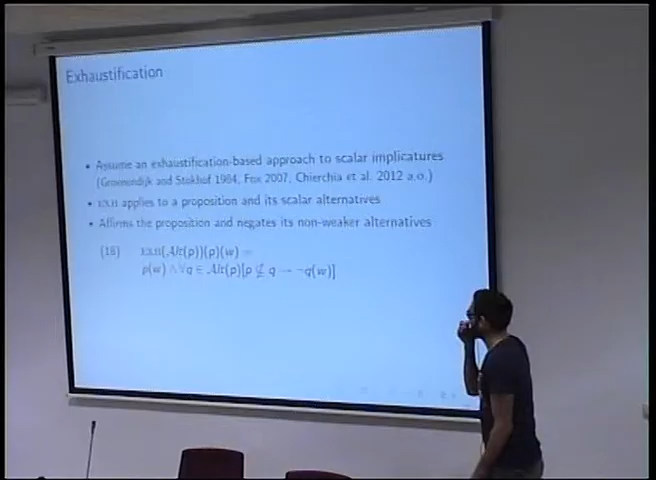 Exhaustification
• Assume an exhaustification-based approach to scalar implicatures
(Groenendijk and Stokhof 1984, Fox 2007, Chierchia et al. 2012 a.o.)
• EXH applies to a proposition and its scalar alternatives
• Affirms the proposition and negates its non-weaker alternatives
(18) EXH(Alt(p))(p)(w) =
p(w) ∧ ∀q ∈ Alt(p)[p ⊈ q → ¬q(w)]